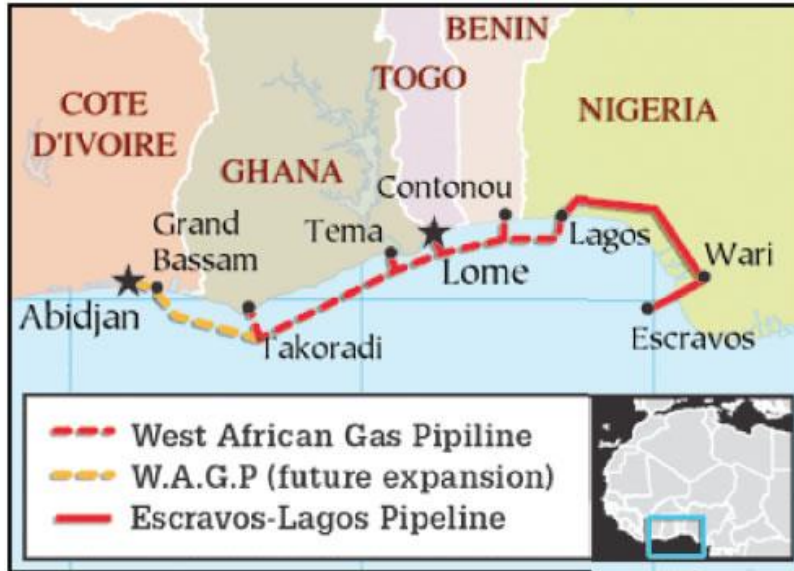 BENIN
TOGO
COTE
D'IVOIRE
NIGERIA
GHANA
Contonou
Grand
Bassam
Tema
Lagos
Wari
Lome
Abidjan
Takoradi
Escravos
West African Gas Pipiline
W.A.G.P (future expansion)
Escravos-Lagos Pipeline